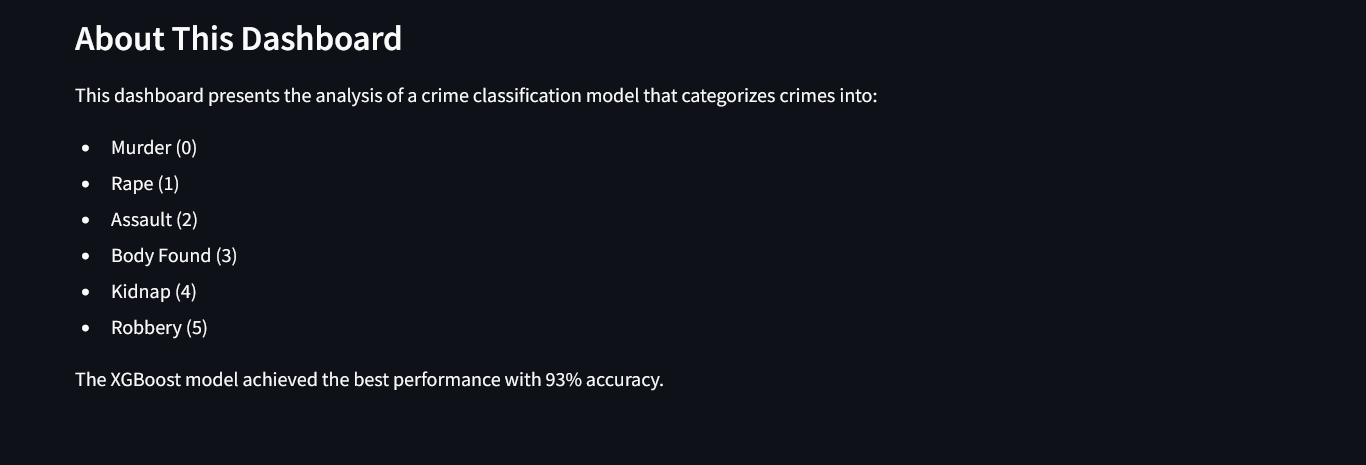 About This Dashboard
This dashboard presents the analysis of a crime classification model that categorizes crimes into:
• Murder (0)
• Rape (1)
• Assault (2)
• Body Found (3)
• Kidnap (4)
• Robbery (5)
The XGBoost model achieved the best performance with 93% accuracy.